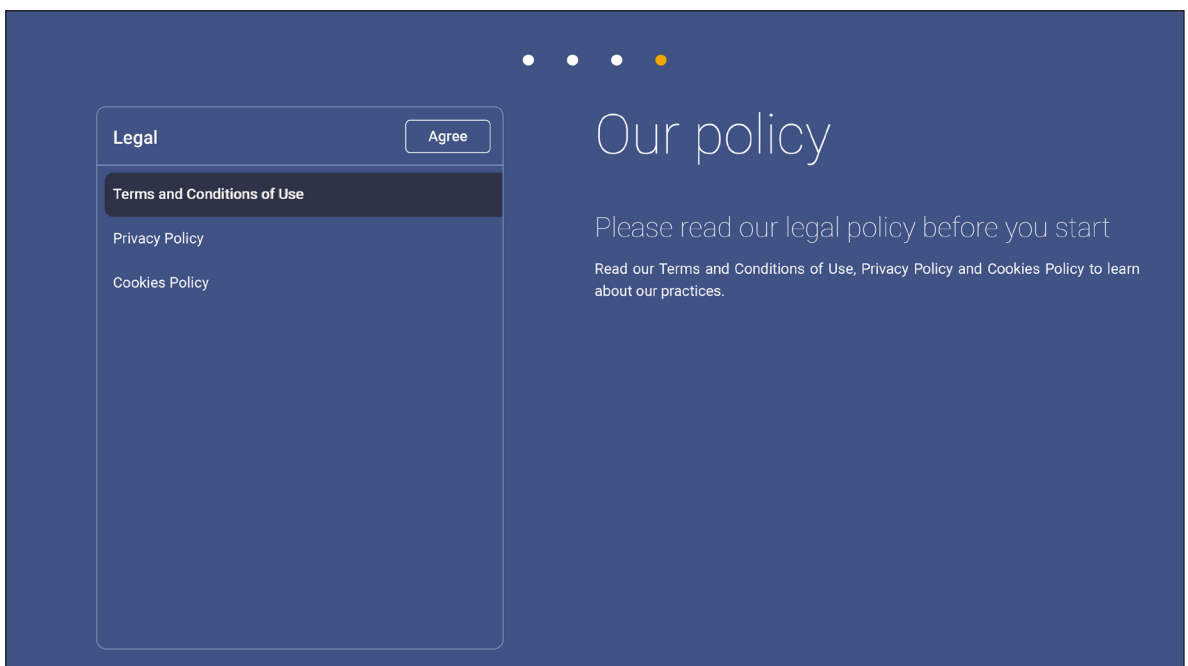 Legal
Agree
Terms and Conditions of Use
Privacy Policy
Cookies Policy
Our policy
Please read our legal policy before you start
Read our Terms and Conditions of Use, Privacy Policy and Cookies Policy to learn
about our practices.